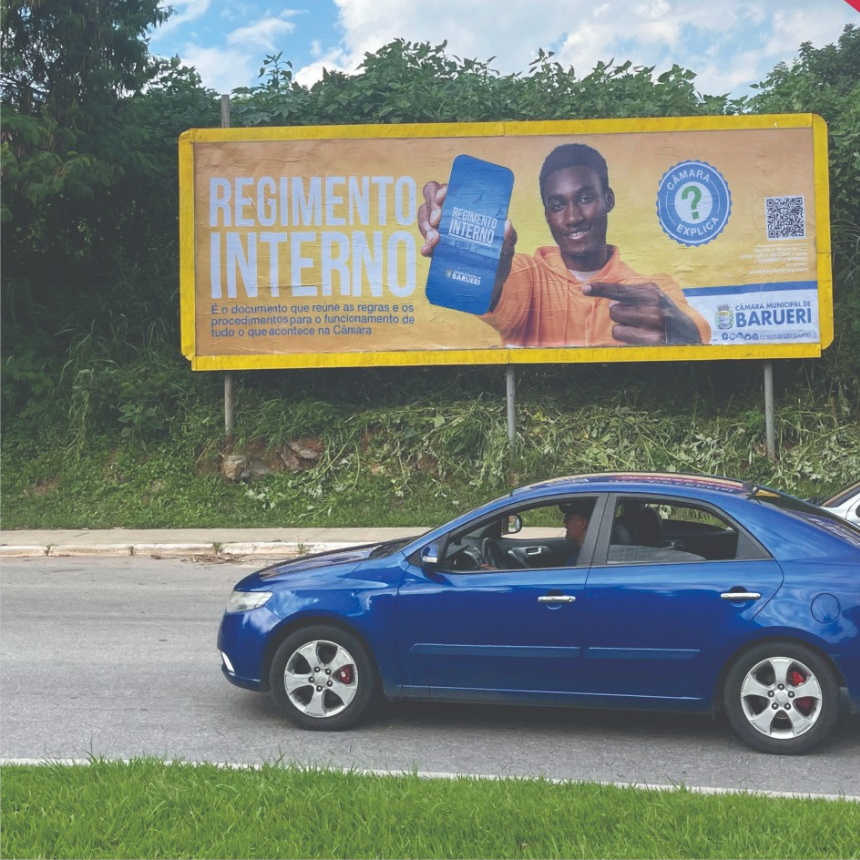 REGIMENTO
INTERNO
É o documento que reúne as regras e os
procedimentos para o funcionamento de
tudo o que acontece na Câmara
REGIMENTO
INTERNO
BARUERI
CÂMARA
?
EXPLICA
CÂMARA MUNICIPAL DE
BARUERI